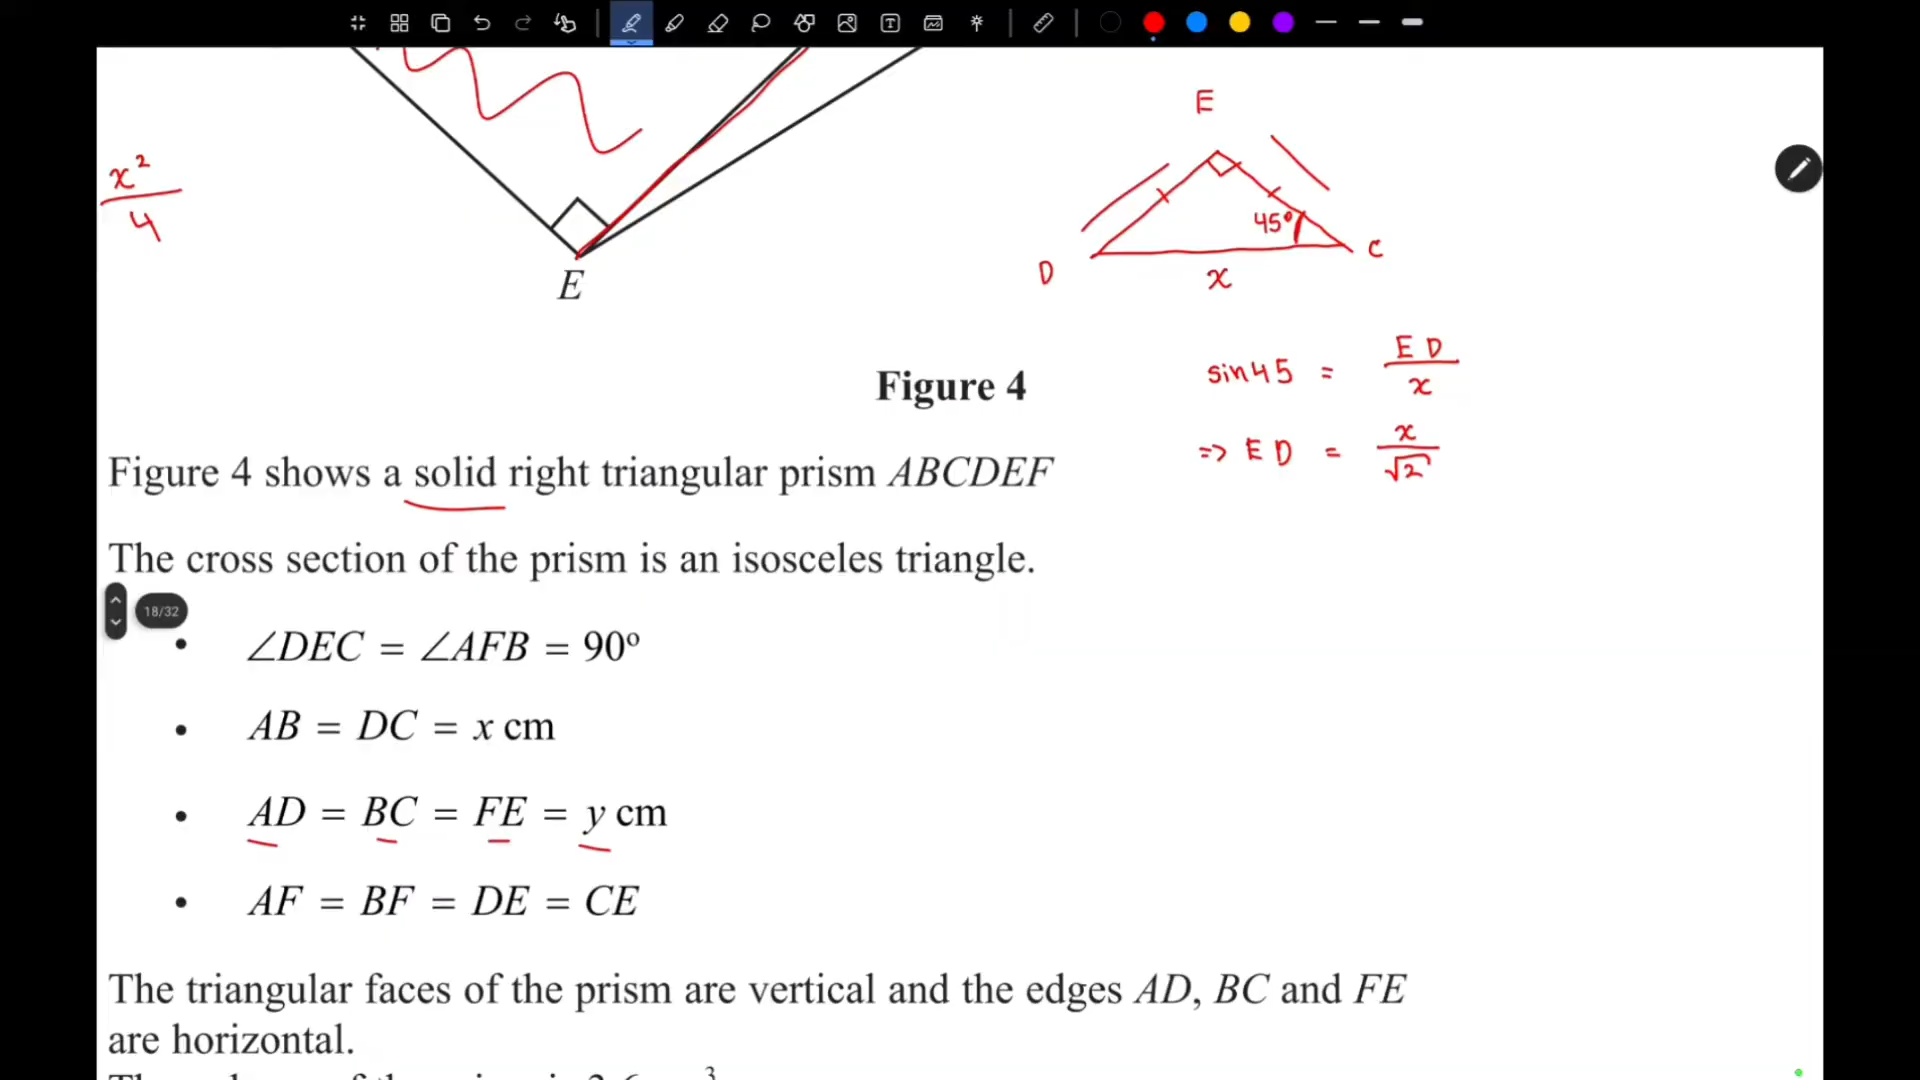 E
x²/4
45°
E
D
C
x
sin45 = ED/x
Figure 4
=> ED = x/√2
Figure 4 shows a solid right triangular prism ABCDEF
The cross section of the prism is an isosceles triangle.
18/32
• ∠DEC = ∠AFB = 90º
• AB = DC = x cm
• AD = BC = FE = y cm
• AF = BF = DE = CE
The triangular faces of the prism are vertical and the edges AD, BC and FE
are horizontal.